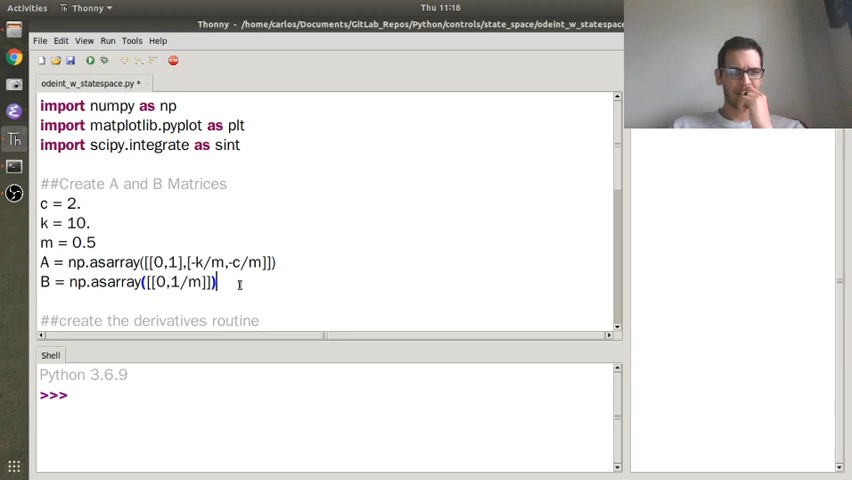 Activities Thonny Thu 11:18
Thonny - /home/carlos/Documents/GitLab_Repos/Python/controls/state_space/odeint_w_statespace
File Edit View Run Tools Help
odeint_w_statespace.py *
import numpy as np
import matplotlib.pyplot as plt
import scipy.integrate as sint
##Create A and B Matrices
c = 2.
k = 10.
m = 0.5
A = np.asarray([[0,1],[-k/m,-c/m]])
B = np.asarray([[0,1/m]])
##create the derivatives routine
Shell
Python 3.6.9
>>>